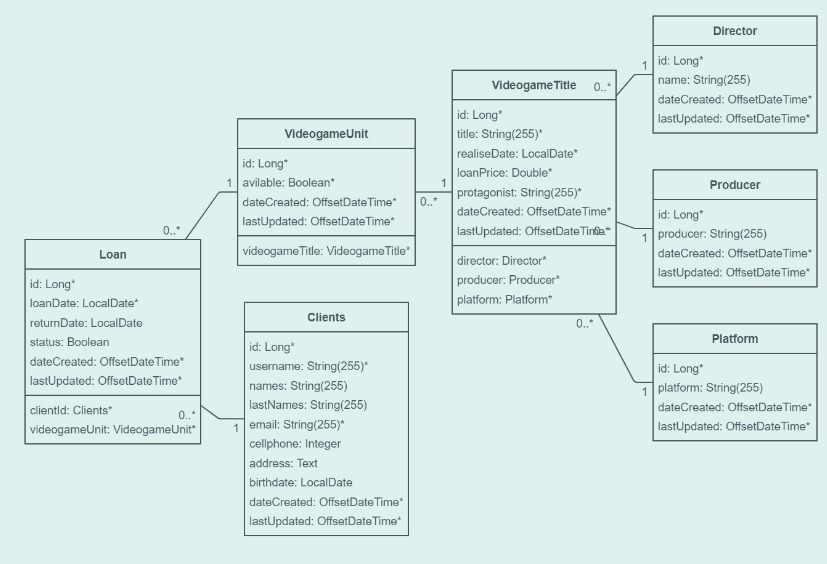 Director
id: Long*
name: String(255)
dateCreated: OffsetDateTime*
lastUpdated: OffsetDateTime*
1
VideogameTitle
0..*
id: Long*
title: String(255)*
realiseDate: LocalDate*
loanPrice: Double*
protagonist: String(255)*
dateCreated: OffsetDateTime*
lastUpdated: OffsetDateTime*
0..*
director: Director*
producer: Producer*
platform: Platform*
0..*
VideogameUnit
id: Long*
avilable: Boolean*
dateCreated: OffsetDateTime*
lastUpdated: OffsetDateTime*
videogameTitle: VideogameTitle*
1
0..*
1
0..*
Producer
id: Long*
producer: String(255)
dateCreated: OffsetDateTime*
lastUpdated: OffsetDateTime*
1
Loan
id: Long*
loanDate: LocalDate*
returnDate: LocalDate
status: Boolean
dateCreated: OffsetDateTime*
lastUpdated: OffsetDateTime*
clientId: Clients*
0..*
videogameUnit: VideogameUnit*
1
Clients
id: Long*
username: String(255)*
names: String(255)
lastNames: String(255)
email: String(255)*
cellphone: Integer
address: Text
birthdate: LocalDate
dateCreated: OffsetDateTime*
lastUpdated: OffsetDateTime*
Platform
id: Long*
platform: String(255)
dateCreated: OffsetDateTime*
lastUpdated: OffsetDateTime*
1